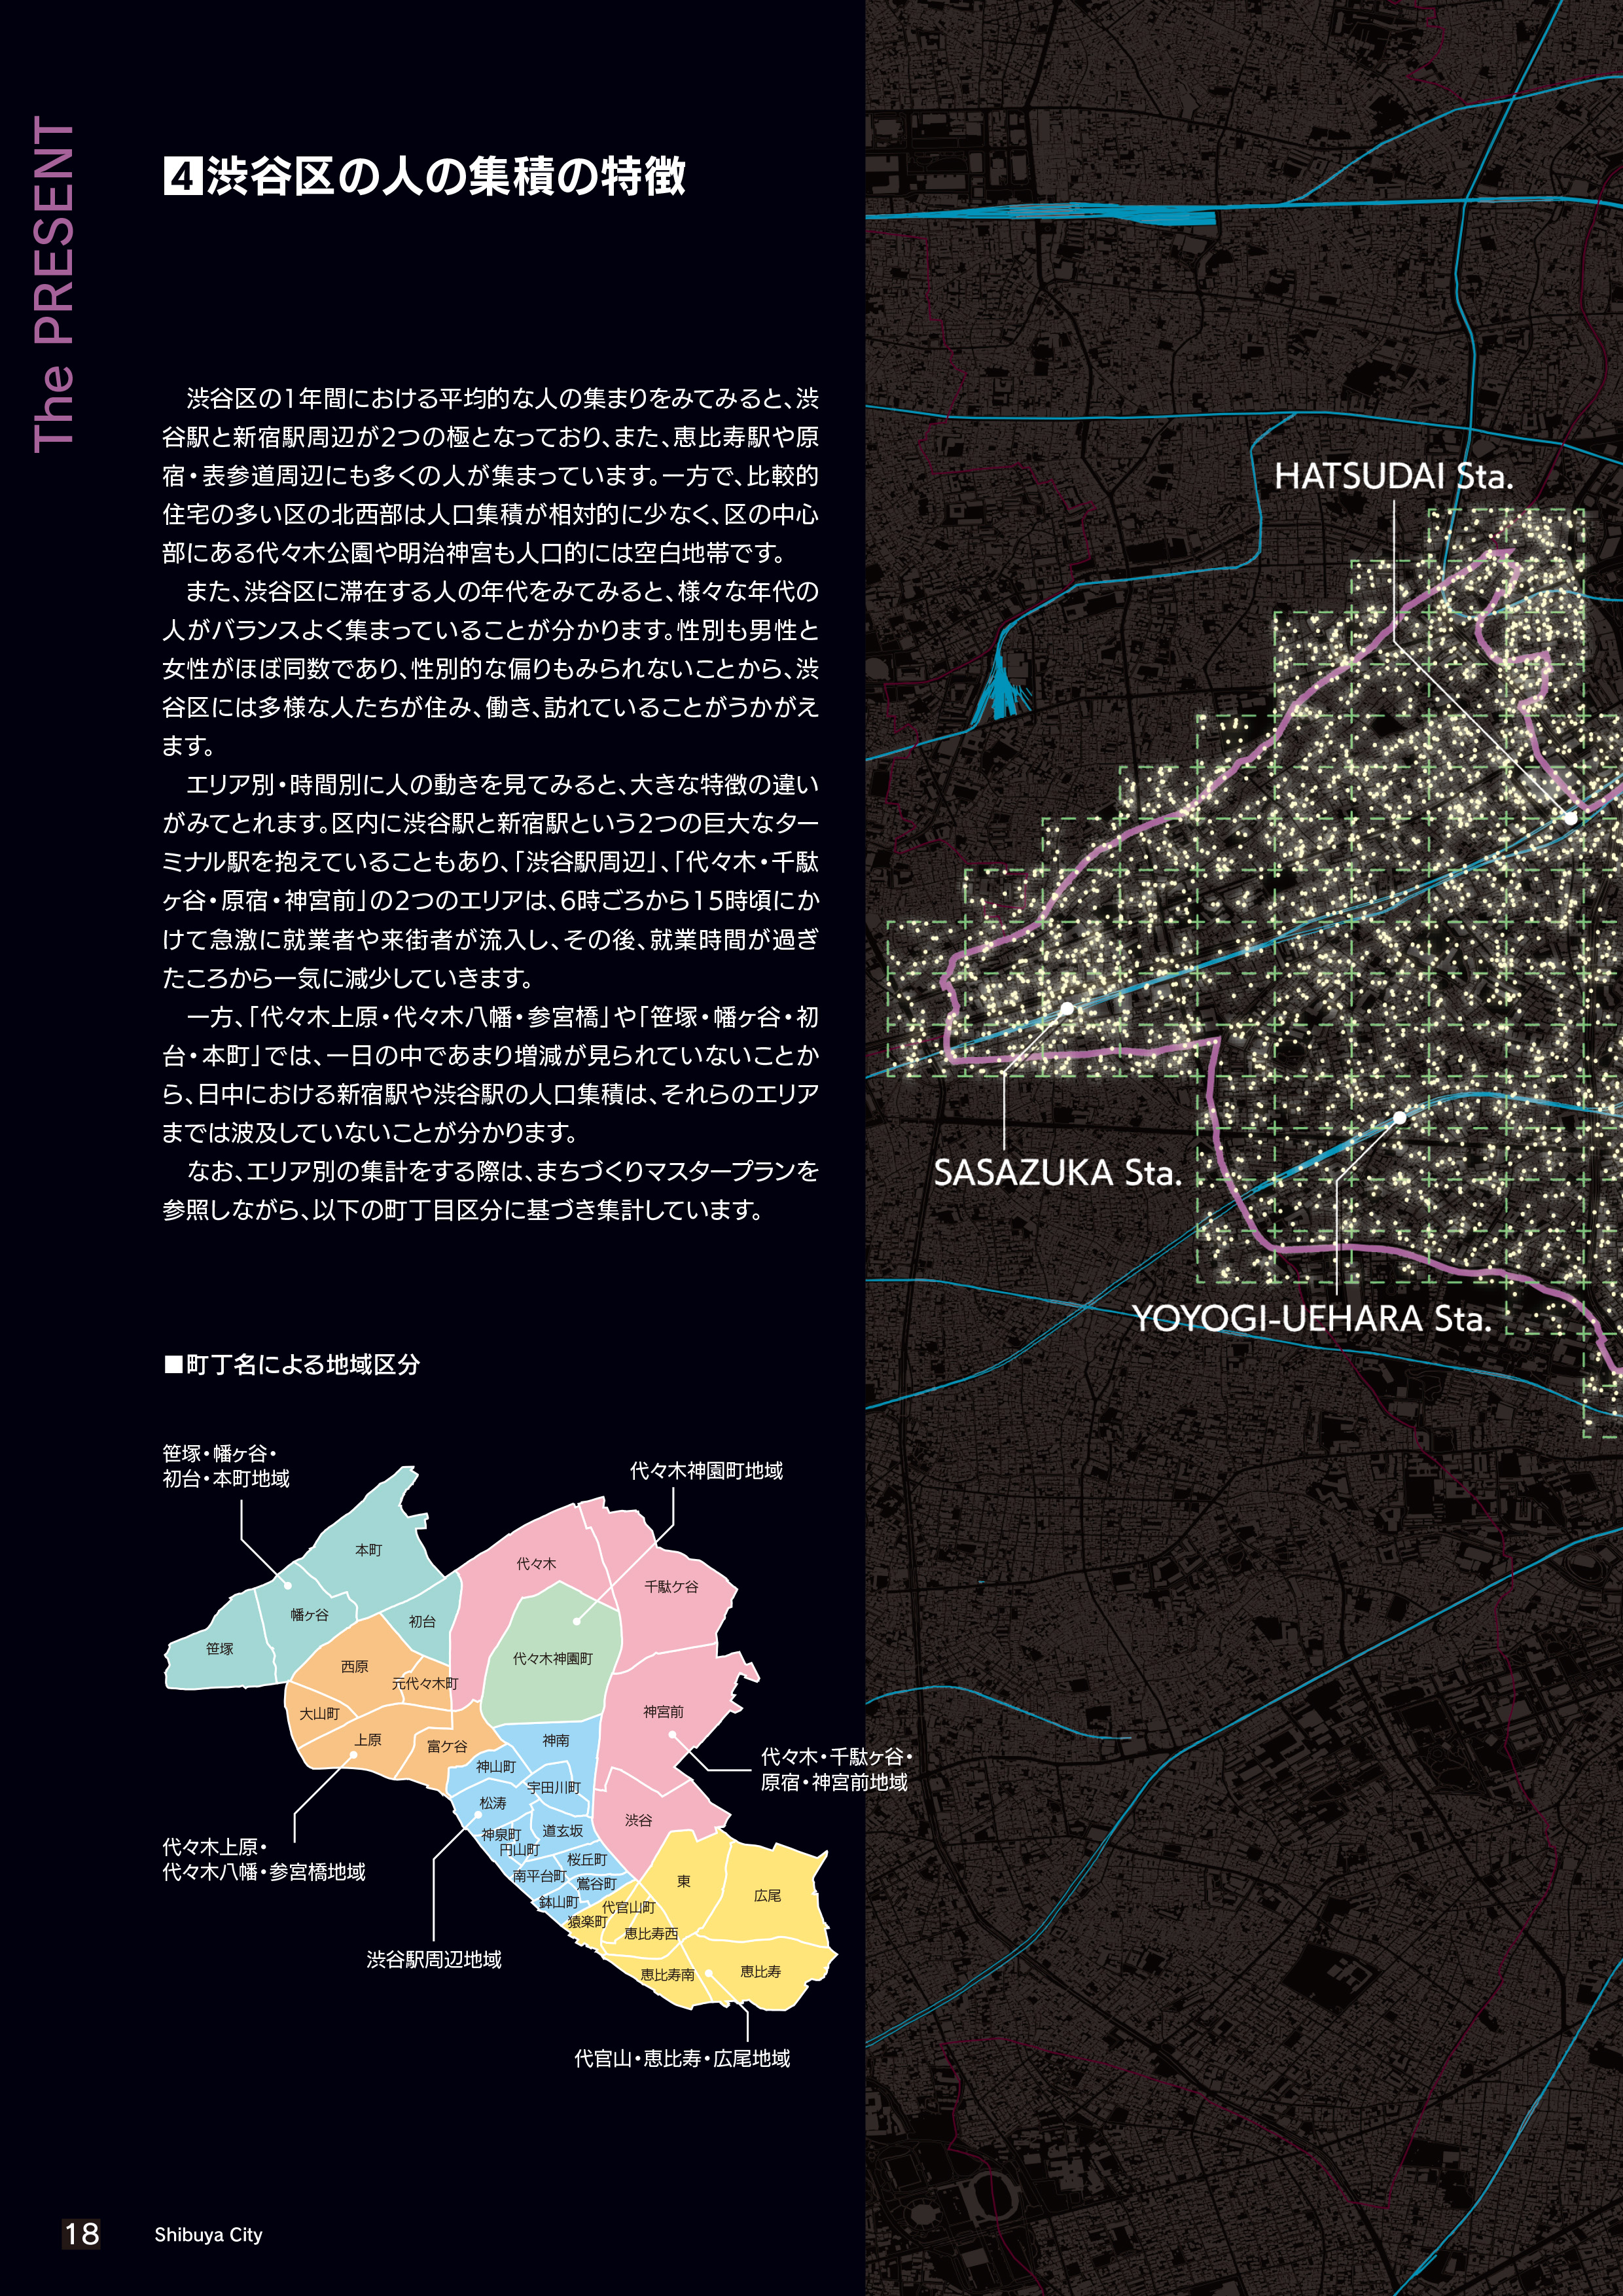 The PRESENT
4渋谷区の人の集積の特徴
渋谷区の1年間における平均的な人の集まりをみてみると、渋
谷駅と新宿駅周辺が2つの極となっており、また、恵比寿駅や原
宿・表参道周辺にも多くの人が集まっています。一方で、比較的
住宅の多い区の北西部は人口集積が相対的に少なく、区の中心
部にある代々木公園や明治神宮も人口的には空白地帯です。
また、渋谷区に滞在する人の年代をみてみると、様々な年代の
人がバランスよく集まっていることが分かります。性別も男性と
女性がほぼ同数であり、性別的な偏りもみられないことから、渋
谷区には多様な人たちが住み、働き、訪れていることがうかがえ
ます。
エリア別・時間別に人の動きを見てみると、大きな特徴の違い
がみてとれます。区内に渋谷駅と新宿駅という2つの巨大なター
ミナル駅を抱えていることもあり、「渋谷駅周辺」、「代々木・千駄
ヶ谷・原宿・神宮前」の2つのエリアは、6時ごろから15時頃にか
けて急激に就業者や来街者が流入し、その後、就業時間が過ぎ
たころから一気に減少していきます。
一方、「代々木上原・代々木八幡・参宮橋」や「笹塚・幡ヶ谷・初
台・本町」では、一日の中であまり増減が見られていないことか
ら、日中における新宿駅や渋谷駅の人口集積は、それらのエリア
までは波及していないことが分かります。
なお、エリア別の集計をする際は、まちづくりマスタープランを
参照しながら、以下の町丁目区分に基づき集計しています。
■町丁名による地域区分
笹塚・幡ヶ谷・
初台・本町地域
代々木神園町地域
本町
代々木
千駄ケ谷
幡ヶ谷
初台
笹塚
代々木神園町
西原
元代々木町
大山町
神宮前
上原
富ケ谷
神南
神山町
宇田川町
代々木・千駄ヶ谷・
原宿・神宮前地域
松涛
渋谷
神泉町
道玄坂
円山町
代々木上原・
代々木八幡・参宮橋地域
桜丘町
南平台町
鶯谷町
東
広尾
鉢山町
代官山町
猿楽町
恵比寿西
渋谷駅周辺地域
恵比寿南
恵比寿
代官山・恵比寿・広尾地域
HATSUDAI Sta.
SASAZUKA Sta.
YOYOGI-UEHARA Sta.
18
Shibuya City